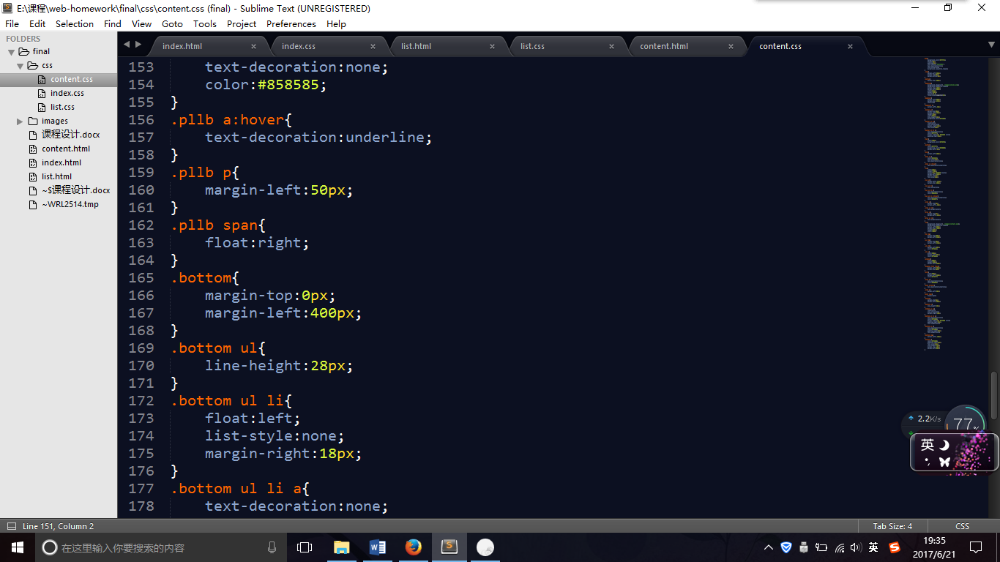 E:\课程\web-homework\final\css\content.css (final) - Sublime Text (UNREGISTERED)
File Edit Selection Find View Goto Tools Project Preferences Help
FOLDERS
final
css
content.css
index.css
list.css
images
课程设计.docx
content.html
index.html
list.html
~$课程设计.docx
~WRL2514.tmp
index.html × index.css × list.html × list.css × content.html × content.css ×
153 text-decoration:none;
154 color:#858585;
155 }
156 .pllb a:hover{
157 text-decoration:underline;
158 }
159 .pllb p{
160 margin-left:50px;
161 }
162 .pllb span{
163 float:right;
164 }
165 .bottom{
166 margin-top:0px;
167 margin-left:400px;
168 }
169 .bottom ul{
170 line-height:28px;
171 }
172 .bottom ul li{
173 float:left;
174 list-style:none;
175 margin-right:18px;
176 }
177 .bottom ul li a{
178 text-decoration:none;
2.2K/s
77%
英
Line 151, Column 2
Tab Size: 4
CSS
在这里输入你要搜索的内容
英
19:35
2017/6/21